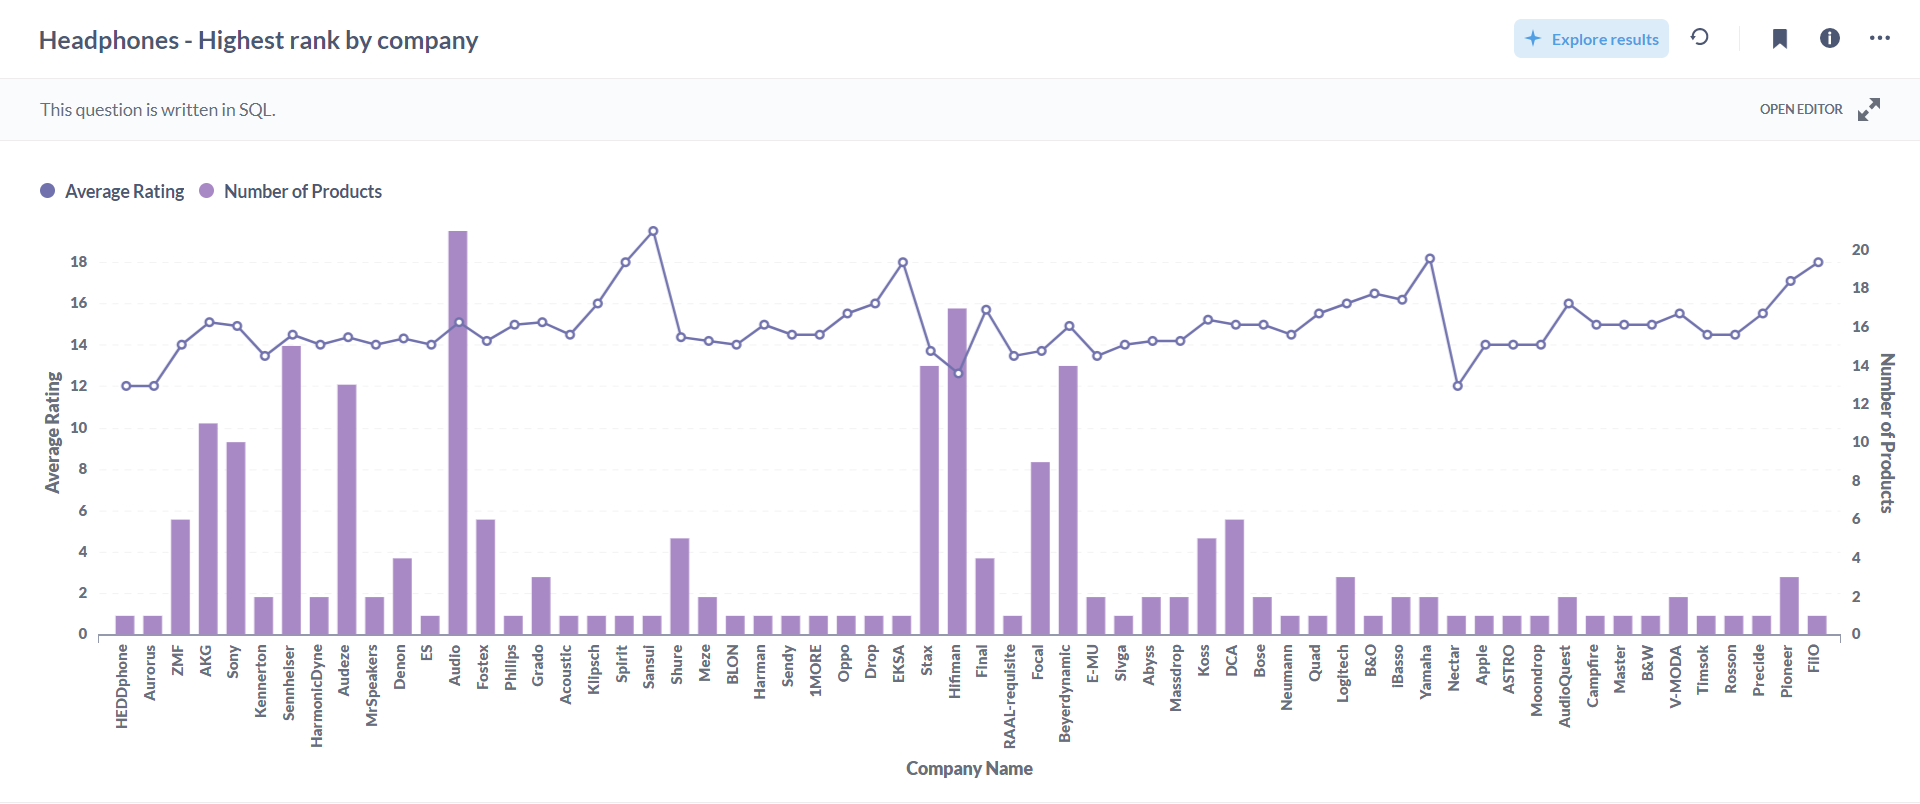 Headphones - Highest rank by company
Explore results
This question is written in SQL.
OPEN EDITOR
Average Rating
Number of Products
18
16
14
12
10
8
6
4
2
0
Average Rating
20
18
16
14
12
10
8
6
4
2
0
Number of Products
HEDDphone
Aurorus
ZMF
AKG
Sony
Kennerton
Sennheiser
HarmonicDyne
Audeze
MrSpeakers
Denon
ES
Audio
Fostex
Philips
Grado
Acoustic
Klipsch
Spirit
Sansui
Shure
Meze
BLON
Harman
Sendy
1MORE
Oppo
Drop
EKSA
Stax
Hifiman
Final
RAAL-requisite
Focal
Beyerdynamic
E-MU
Sivga
Abyss
Massdrop
Koss
DCA
Bose
Neumann
Quad
Logitech
B&O
iBasso
Yamaha
Nectar
Apple
ASTRO
Moondrop
AudioQuest
Campfire
Master
B&W
V-MODA
Timsok
Rosson
Precide
Pioneer
FiiO
Company Name